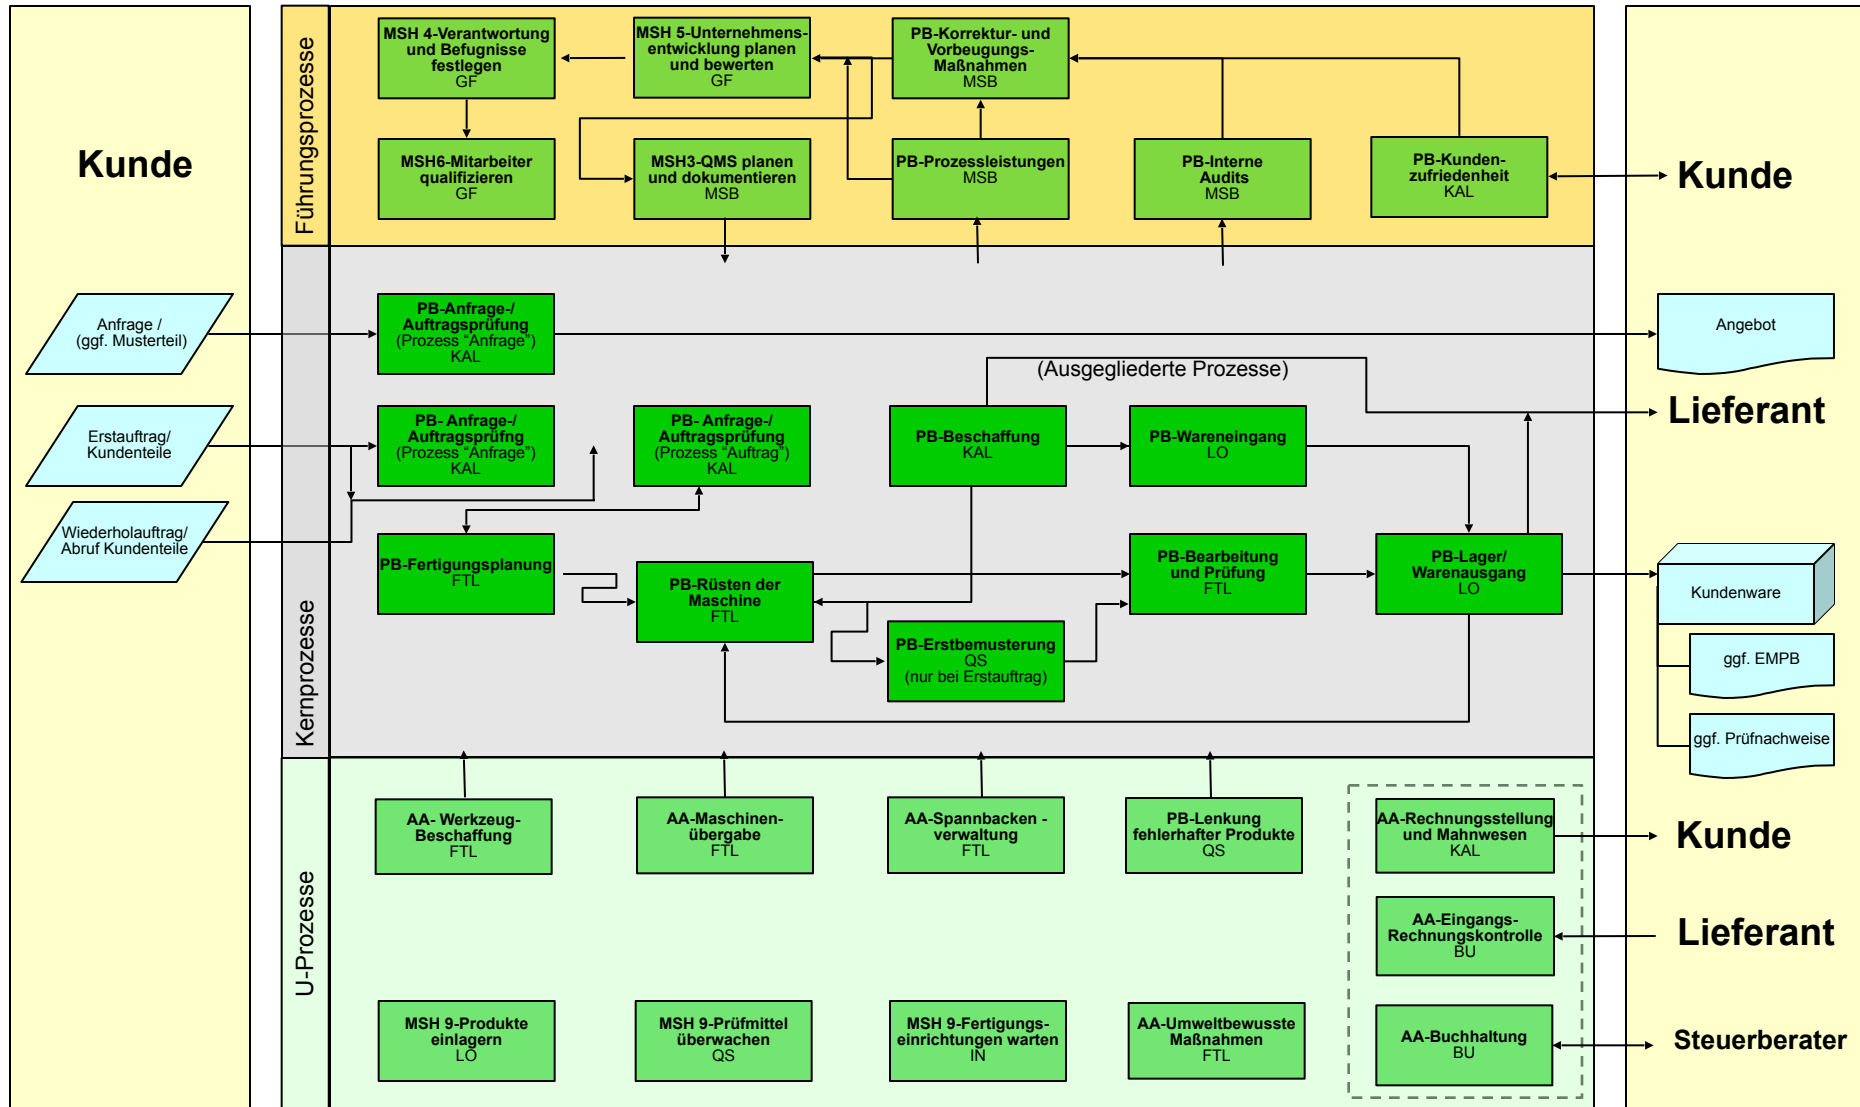 Kunde
Führungsprozesse
MSH 4-Verantwortung
und Befugnisse
festlegen
GF
MSH 5-Unternehmens-
entwicklung planen
und bewerten
GF
PB-Korrektur- und
Vorbeugungs-
Maßnahmen
MSB
MSH6-Mitarbeiter
qualifizieren
GF
MSH3-QMS planen
und dokumentieren
MSB
PB-Prozessleistungen
MSB
PB-Interne
Audits
MSB
PB-Kunden-
zufriedenheit
KAL
Kunde
Kernprozesse
Anfrage /
(ggf. Musterteil)
PB-Anfrage-/
Auftragsprüfung
(Prozess “Anfrage”)
KAL
Angebot
(Ausgegliederte Prozesse)
Lieferant
Erstauftrag/
Kundenteile
PB- Anfrage-/
Auftragsprüfng
(Prozess “Anfrage”)
KAL
PB- Anfrage-/
Auftragsprüfung
(Prozess “Auftrag”)
KAL
PB-Beschaffung
KAL
PB-Wareneingang
LO
Wiederholauftrag/
Abruf Kundenteile
PB-Fertigungsplanung
FTL
PB-Rüsten der
Maschine
FTL
PB-Bearbeitung
und Prüfung
FTL
PB-Lager/
Warenausgang
LO
Kundenware
PB-Erstbemusterung
QS
(nur bei Erstauftrag)
ggf. EMPB
ggf. Prüfnachweise
U-Prozesse
AA- Werkzeug-
Beschaffung
FTL
AA-Maschinen-
übergabe
FTL
AA-Spannbacken -
verwaltung
FTL
PB-Lenkung
fehlerhafter Produkte
QS
AA-Rechnungsstellung
und Mahnwesen
KAL
Kunde
AA-Eingangs-
Rechnungskontrolle
BU
Lieferant
MSH 9-Produkte
einlagern
LO
MSH 9-Prüfmittel
überwachen
QS
MSH 9-Fertigungs-
einrichtungen warten
IN
AA-Umweltbewusste
Maßnahmen
FTL
AA-Buchhaltung
BU
Steuerberater